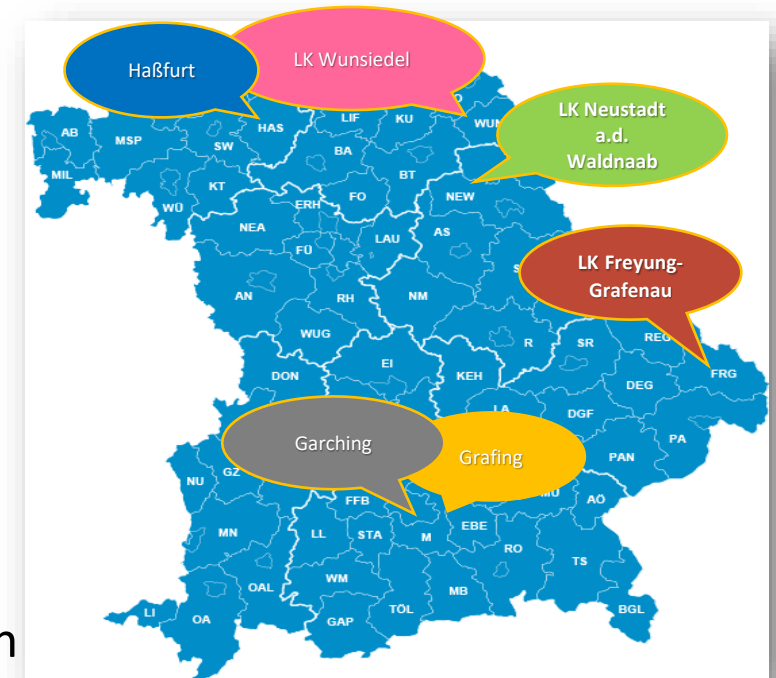 Haßfurt
LK Wunsiedel
LK Neustadt
a.d.
Waldnaab
LK Freyung-
Grafenau
Garching
Grafing
AB
MSP
SW
HAS
LIF
KU
WUN
MIL
BA
KT
BT
WÜ
ERH
FO
NEW
NEA
AS
FÜ
LAU
AN
RH
NM
WUG
R
SR
REG
FRG
DON
EI
KEH
DEG
LA
DGF
PA
PAN
NU
GZ
FFB
MÜ
AÖ
MN
LL
STA
M
EBE
RO
TS
WM
OAL
TÖL
MB
LI
OA
GAP
BGL